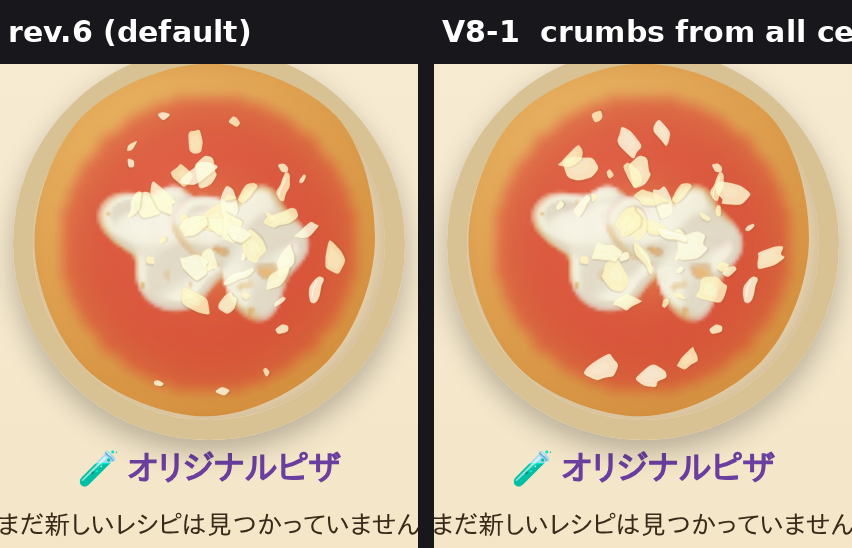 rev.6 (default)
V8-1 crumbs from all ce
オリジナルピザ
まだ新しいレシピは見つかっていません
オリジナルピザ
まだ新しいレシピは見つかっていません